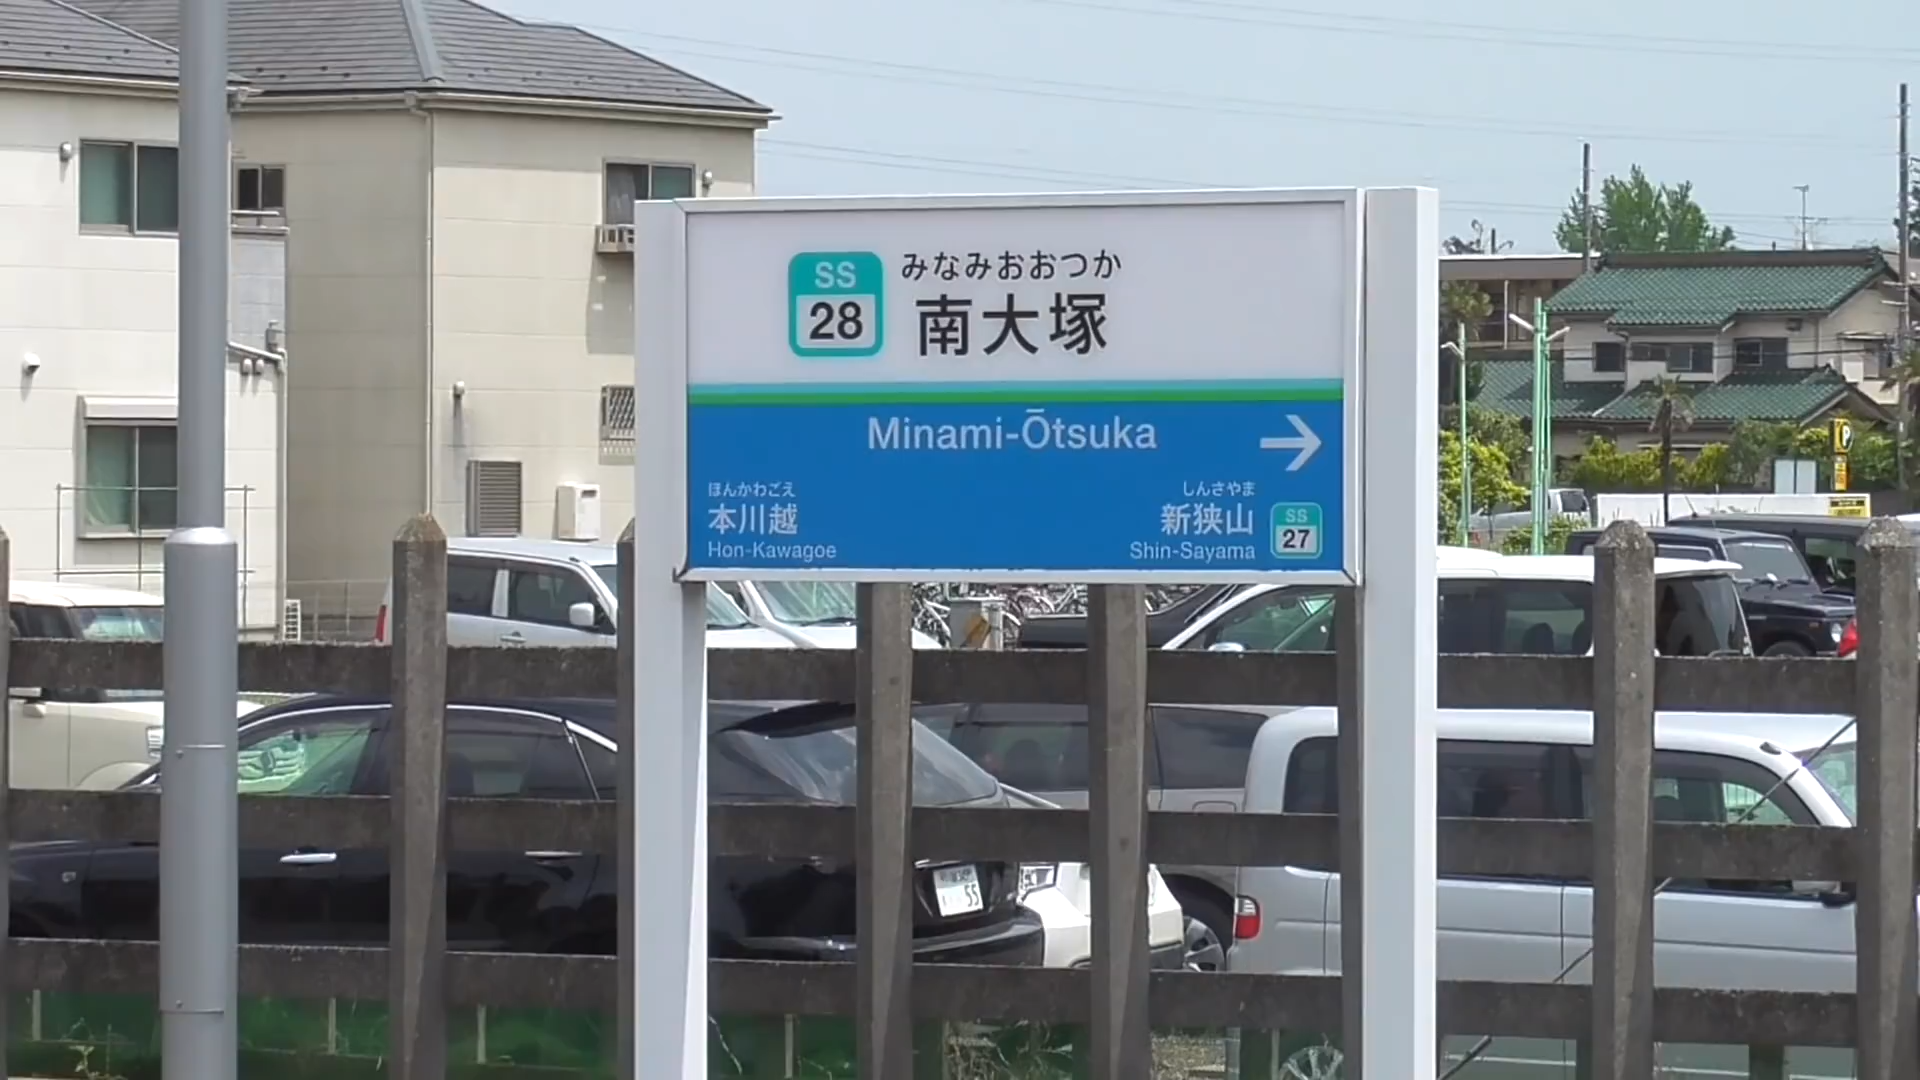 SS
28
みなみおおつか
南大塚
Minami-Ōtsuka
ほんかわごえ
本川越
Hon-Kawagoe
しんさやま
新狭山
Shin-Sayama
SS
27
P
55